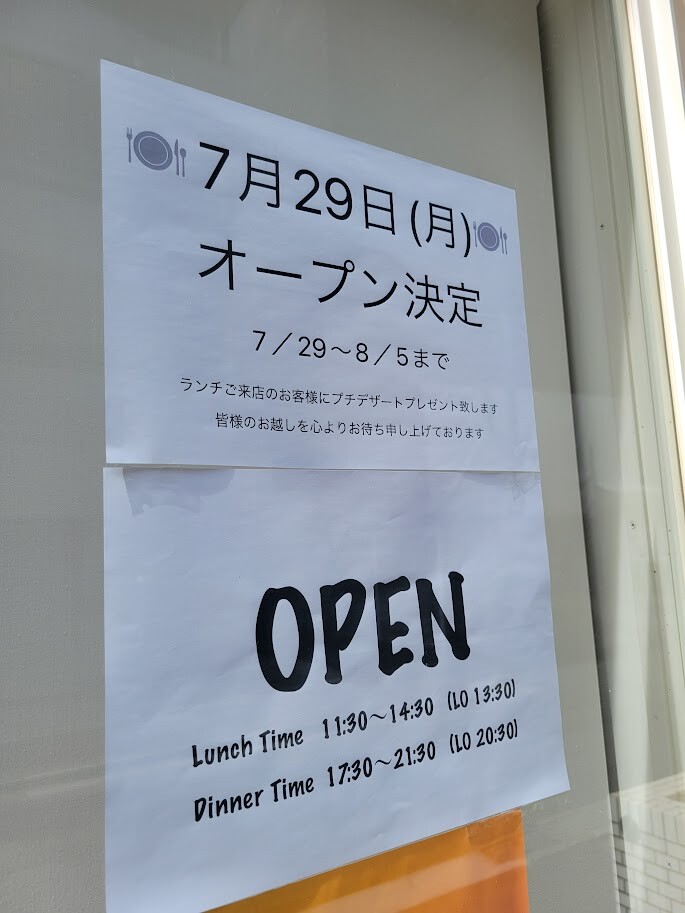 7月29日(月)
オープン決定
7／29〜8／5まで
ランチご来店のお客様にプチデザートプレゼント致します
皆様のお越しを心よりお待ち申し上げております
OPEN
Lunch Time 11:30〜14:30 (LO 13:30)
Dinner Time 17:30〜21:30 (LO 20:30)